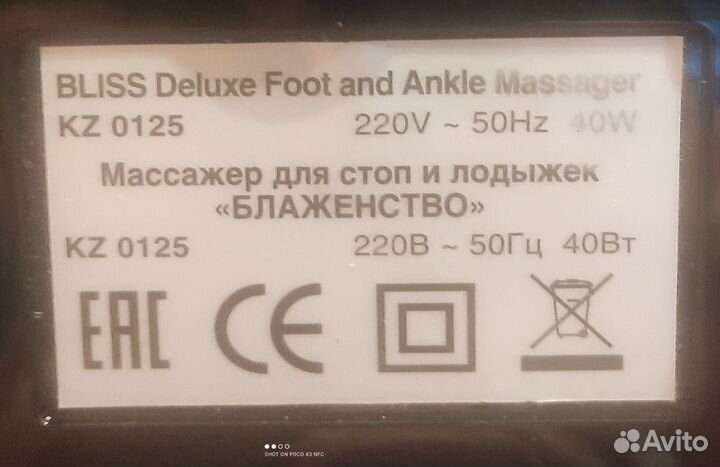 BLISS Deluxe Foot and Ankle Massager
KZ 0125 220V ~ 50Hz 40W
Массажер для стоп и лодыжек
«БЛАЖЕНСТВО»
KZ 0125 220В ~ 50Гц 40Вт
EAC CE
SHOT ON POCO X3 NFC
Avito